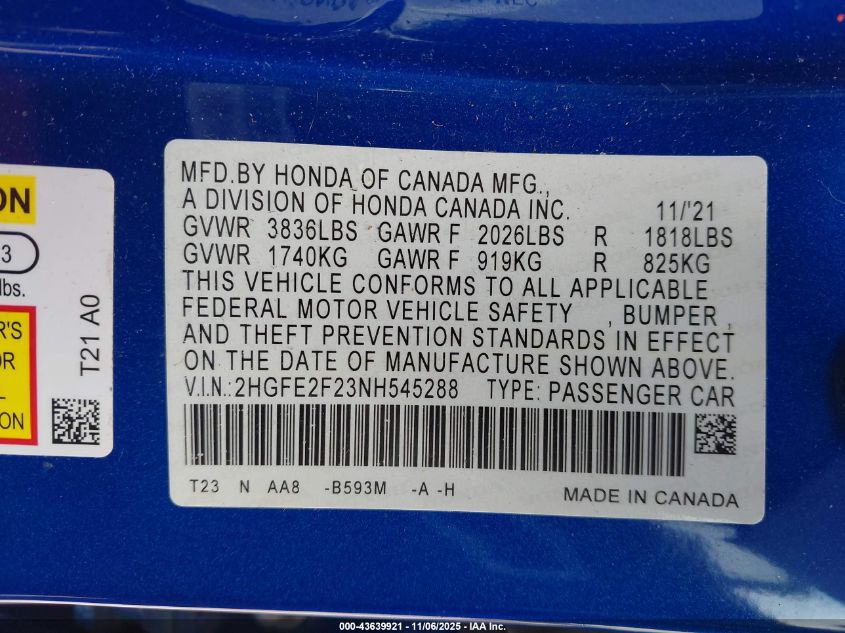 ON
3
lbs.
R'S
OR
L-
ION
T21 A0
MFD.BY HONDA OF CANADA MFG.,
A DIVISION OF HONDA CANADA INC. 11/'21
GVWR 3836LBS GAWR F 2026LBS R 1818LBS
GVWR 1740KG GAWR F 919KG R 825KG
THIS VEHICLE CONFORMS TO ALL APPLICABLE
FEDERAL MOTOR VEHICLE SAFETY , BUMPER ,
AND THEFT PREVENTION STANDARDS IN EFFECT
ON THE DATE OF MANUFACTURE SHOWN ABOVE.
V.I.N.: 2HGFE2F23NH545288 TYPE: PASSENGER CAR
T23 N AA8 -B593M -A -H MADE IN CANADA
000-43639921 - 11/06/2025 - IAA Inc.